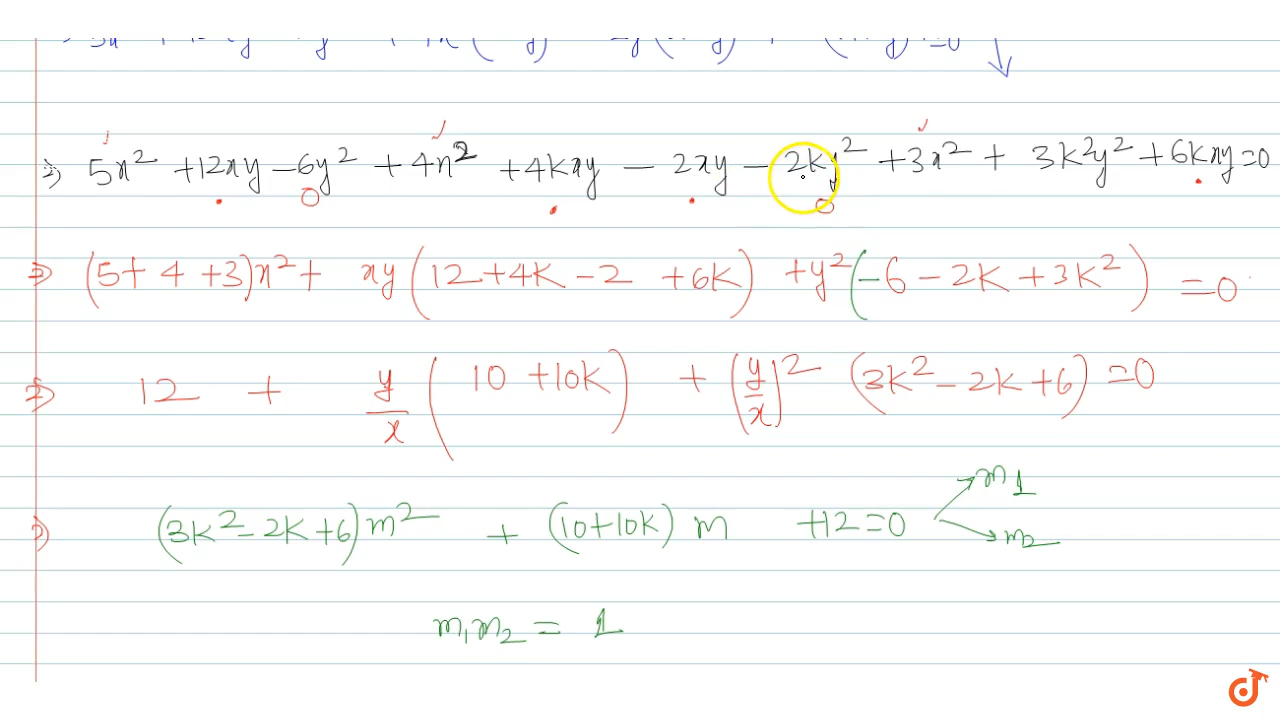 ⇒ 5x² +12xy -6y² + 4x² +4kxy - 2xy - 2ky² +3x² + 3k²y² +6kxy=0
⇒ (5+ 4 +3)x² + xy(12+4K -2 +6K) +y²(-6 -2K +3K²) =0
⇒ 12 + y/x (10 +10K) + (y/x)² (3K² -2K+6) =0
⇒ (3K² -2K+6)m² + (10+10K) m +12=0 → m1
→ m2
m₁m₂ = 1